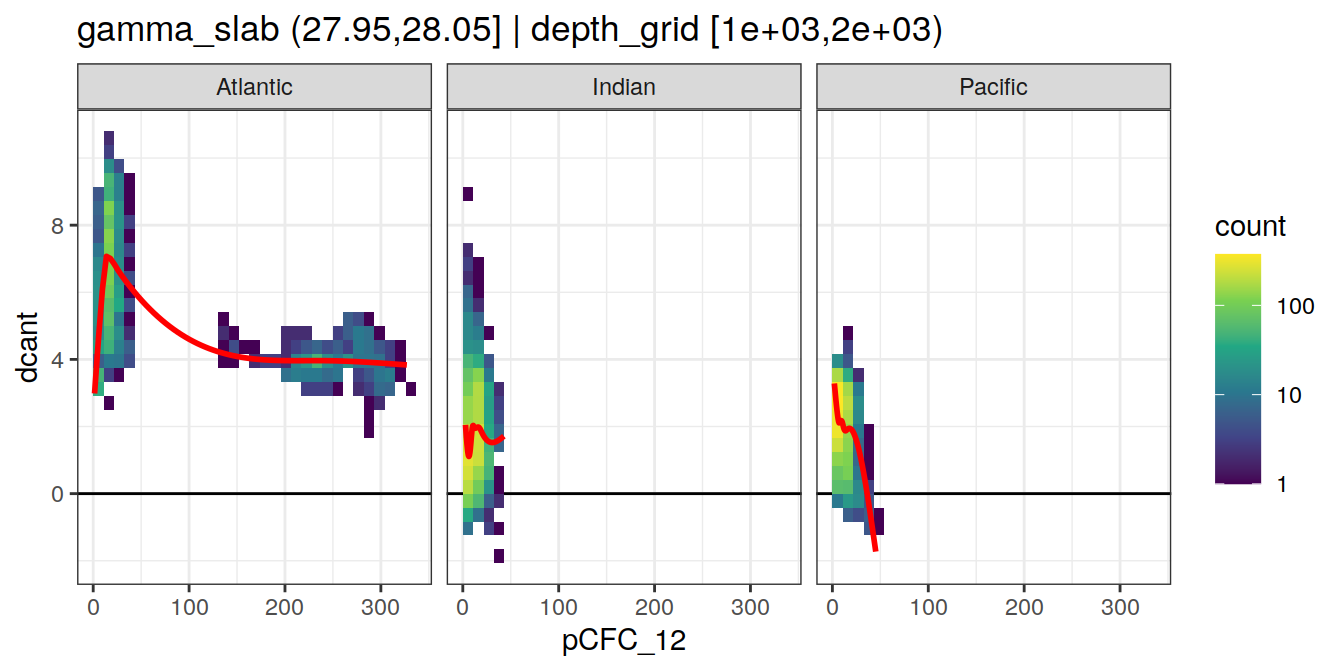 gamma_slab (27.95,28.05] | depth_grid [1e+03,2e+03)
Atlantic
Indian
Pacific
dcant
8
4
0
0 100 200 300
0 100 200 300
0 100 200 300
pCFC_12
count
100
10
1